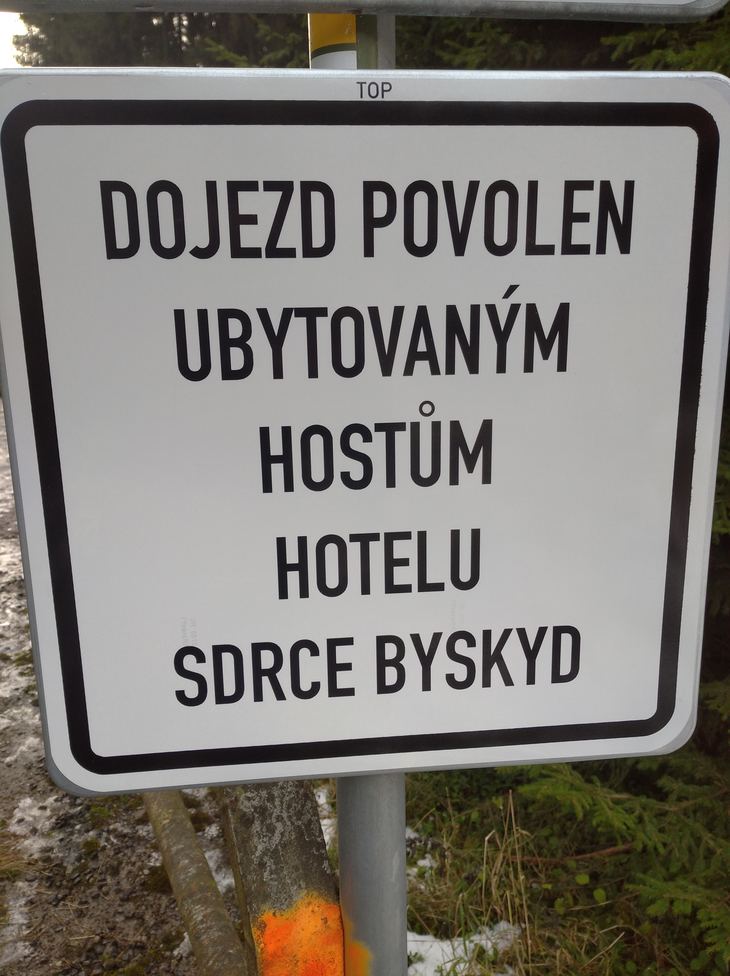 TOP
DOJEZD POVOLEN
UBYTOVANÝM
HOSTŮM
HOTELU
SDRCE BYSKYD